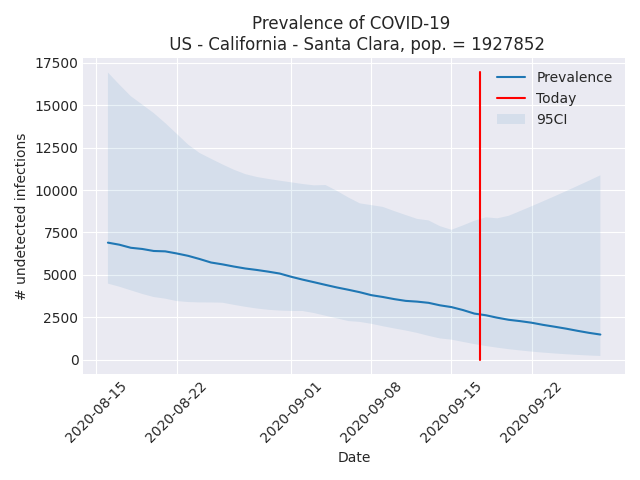 Prevalence of COVID-19
US - California - Santa Clara, pop. = 1927852
17500
15000
12500
10000
7500
5000
2500
0
# undetected infections
Prevalence
Today
95CI
2020-08-15
2020-08-22
2020-09-01
2020-09-08
2020-09-15
2020-09-22
Date